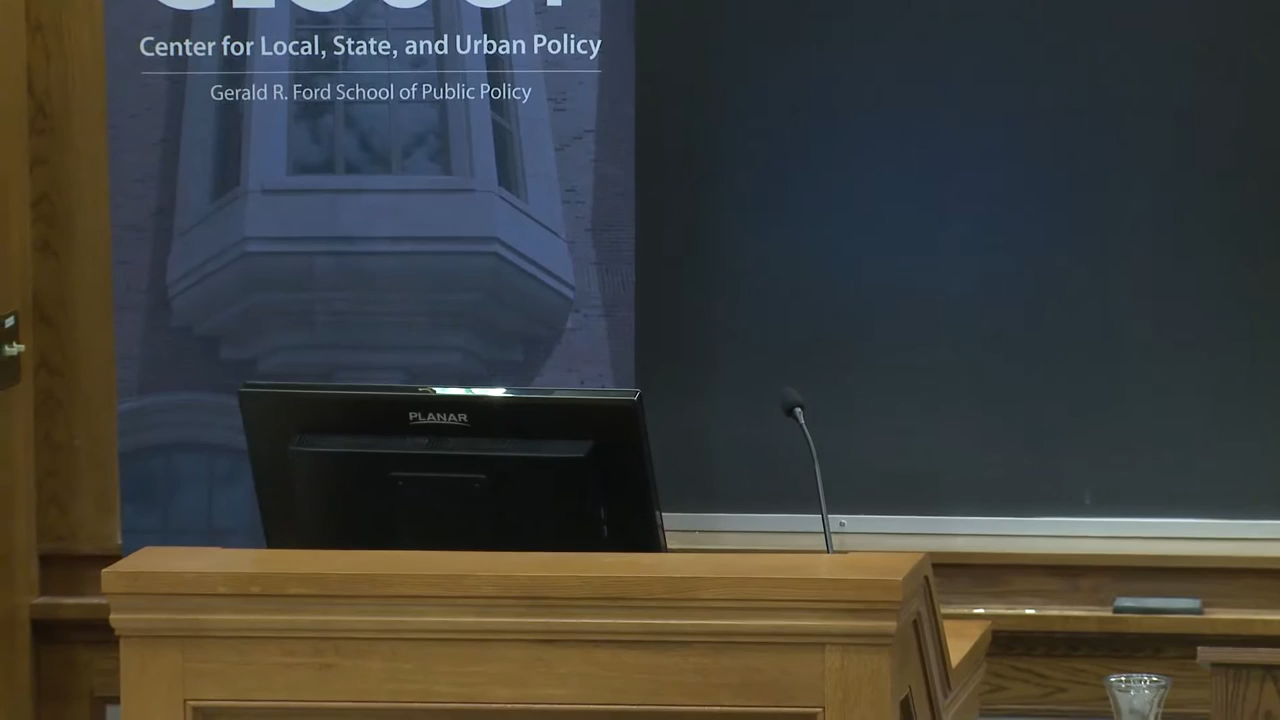 Center for Local, State, and Urban Policy
Gerald R. Ford School of Public Policy
PLANAR